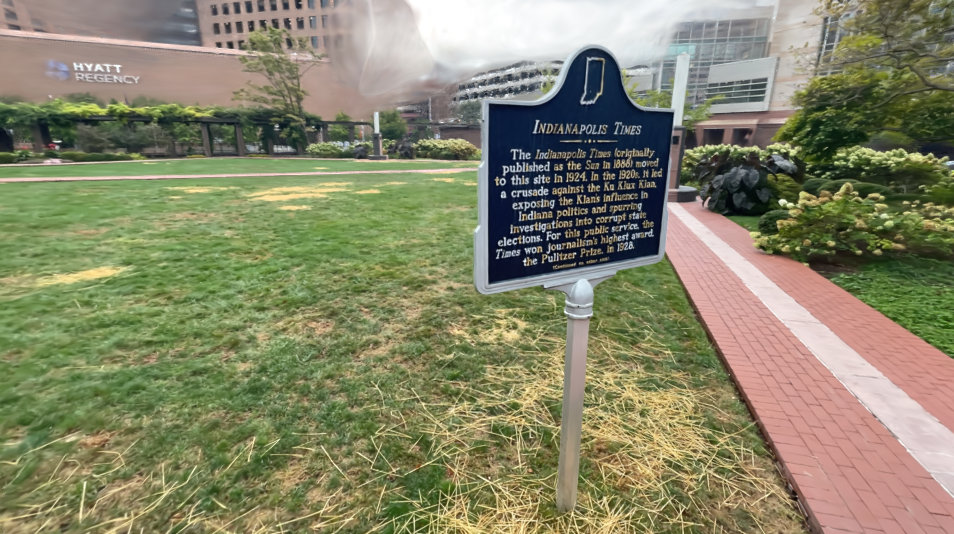 HYATT
REGENCY
INDIANAPOLIS TIMES
The Indianapolis Times (originally
published as the Sun in 1888) moved
to this site in 1924. In the 1920s, it led
a crusade against the Ku Klux Klan,
exposing the Klan's influence in
Indiana politics and spurring
investigations into corrupt state
elections. For this public service, the
Times won journalism's highest award,
the Pulitzer Prize, in 1928.
(Continued on other side)